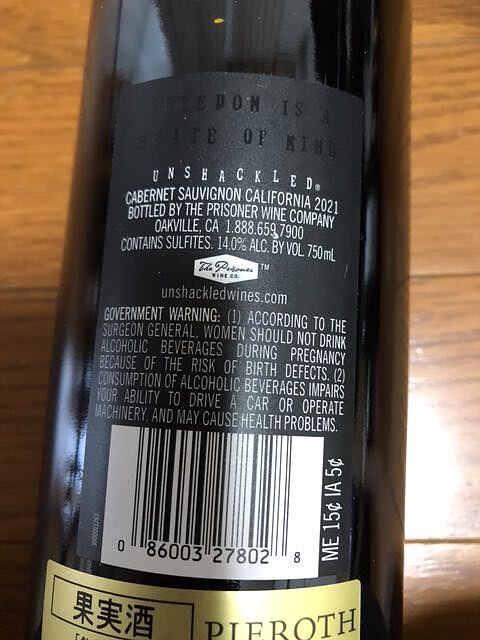 FREEDOM IS A
STATE OF MIND
UNSHACKLED®
CABERNET SAUVIGNON CALIFORNIA 2021
BOTTLED BY THE PRISONER WINE COMPANY
OAKVILLE, CA 1.888.659.7900
CONTAINS SULFITES. 14.0% ALC. BY VOL. 750mL
The Prisoner™
WINE CO.
unshackledwines.com
GOVERNMENT WARNING: (1) ACCORDING TO THE
SURGEON GENERAL, WOMEN SHOULD NOT DRINK
ALCOHOLIC BEVERAGES DURING PREGNANCY
BECAUSE OF THE RISK OF BIRTH DEFECTS. (2)
CONSUMPTION OF ALCOHOLIC BEVERAGES IMPAIRS
YOUR ABILITY TO DRIVE A CAR OR OPERATE
MACHINERY, AND MAY CAUSE HEALTH PROBLEMS.
ME 15¢ IA 5¢
0 86003 27802 8
果実酒
PIEROTH